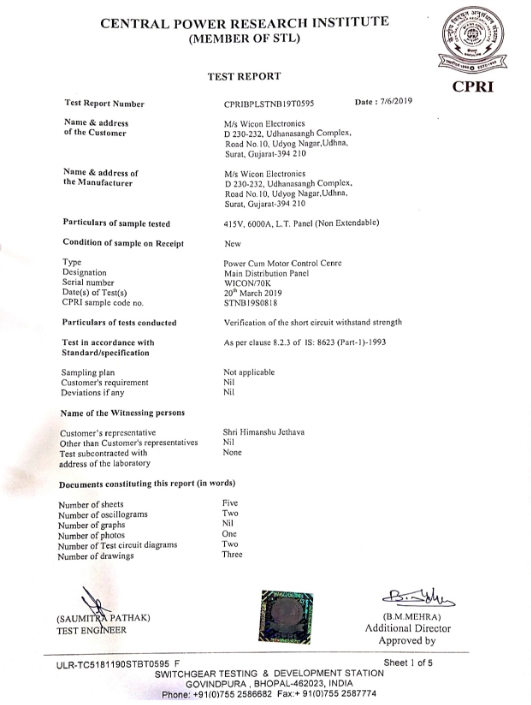 CENTRAL POWER RESEARCH INSTITUTE
(MEMBER OF STL)
CPRI
TEST REPORT
Test Report Number CPRIBPLSTNB19T0595 Date : 7/6/2019
Name & address of the Customer
M/s Wicon Electronics
D 230-232, Udhanasangh Complex,
Road No.10, Udyog Nagar,Udhna,
Surat, Gujarat-394 210
Name & address of the Manufacturer
M/s Wicon Electronics
D 230-232, Udhanasangh Complex,
Road No.10, Udyog Nagar,Udhna,
Surat, Gujarat-394 210
Particulars of sample tested 415V, 6000A, L.T. Panel (Non Extendable)
Condition of sample on Receipt New
Type Power Cum Motor Control Cenre
Designation Main Distribution Panel
Serial number WICON/70K
Date(s) of Test(s) 20th March 2019
CPRI sample code no. STNB19S0818
Particulars of tests conducted Verification of the short circuit withstand strength
Test in accordance with As per clause 8.2.3 of IS: 8623 (Part-1)-1993
Standard/specification
Sampling plan Not applicable
Customer's requirement Nil
Deviations if any Nil
Name of the Witnessing persons
Customer's representative Shri Himanshu Jethava
Other than Customer's representatives Nil
Test subcontracted with None
address of the laboratory
Documents constituting this report (in words)
Number of sheets Five
Number of oscillograms Two
Number of graphs Nil
Number of photos One
Number of Test circuit diagrams Two
Number of drawings Three
(SAUMITRA PATHAK)
TEST ENGINEER
(B.M.MEHRA)
Additional Director
Approved by
ULR-TC5181190STBT0595 F Sheet 1 of 5
SWITCHGEAR TESTING & DEVELOPMENT STATION
GOVINDPURA , BHOPAL-462023, INDIA
Phone: +91(0)755 2586682 Fax:+ 91(0)755 2587774